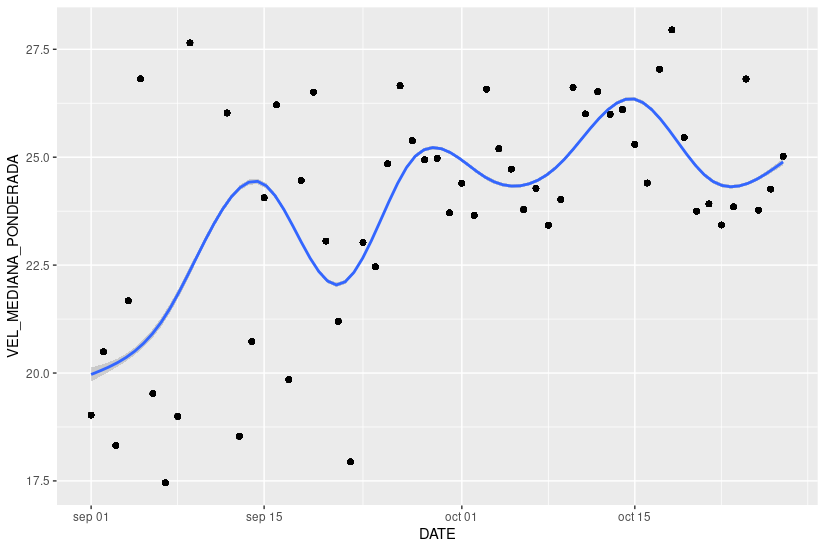 VEL_MEDIANA_PONDERADA
27.5
25.0
22.5
20.0
17.5
sep 01
sep 15
oct 01
oct 15
DATE